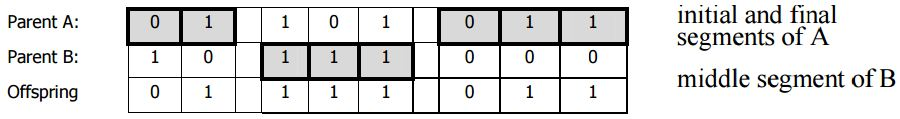 Parent A: 0 1 1 0 1 0 1 1 initial and final
segments of A
Parent B: 1 0 1 1 1 0 0 0
middle segment of B
Offspring 0 1 1 1 1 0 1 1